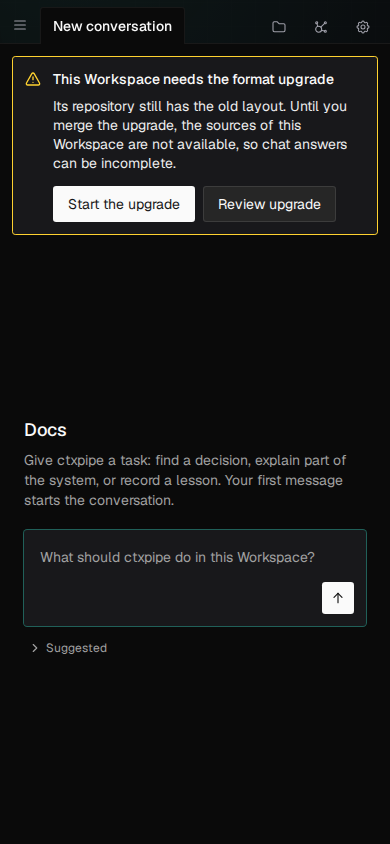 New conversation
This Workspace needs the format upgrade
Its repository still has the old layout. Until you
merge the upgrade, the sources of this
Workspace are not available, so chat answers
can be incomplete.
Start the upgrade
Review upgrade
Docs
Give ctxpipe a task: find a decision, explain part of
the system, or record a lesson. Your first message
starts the conversation.
What should ctxpipe do in this Workspace?
Suggested